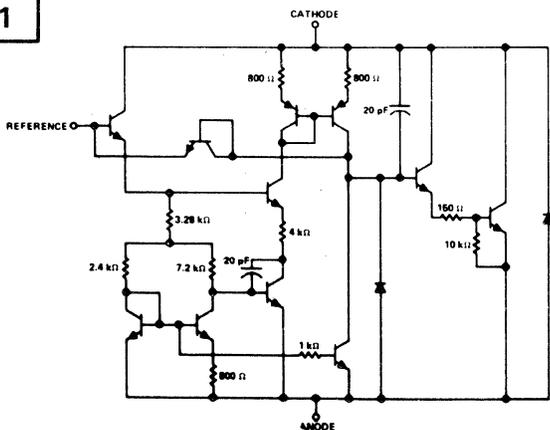 1
CATHODE
800 Ω
800 Ω
20 pF
REFERENCE
3.28 kΩ
4 kΩ
150 Ω
10 kΩ
2.4 kΩ
7.2 kΩ
20 pF
1 kΩ
800 Ω
ANODE